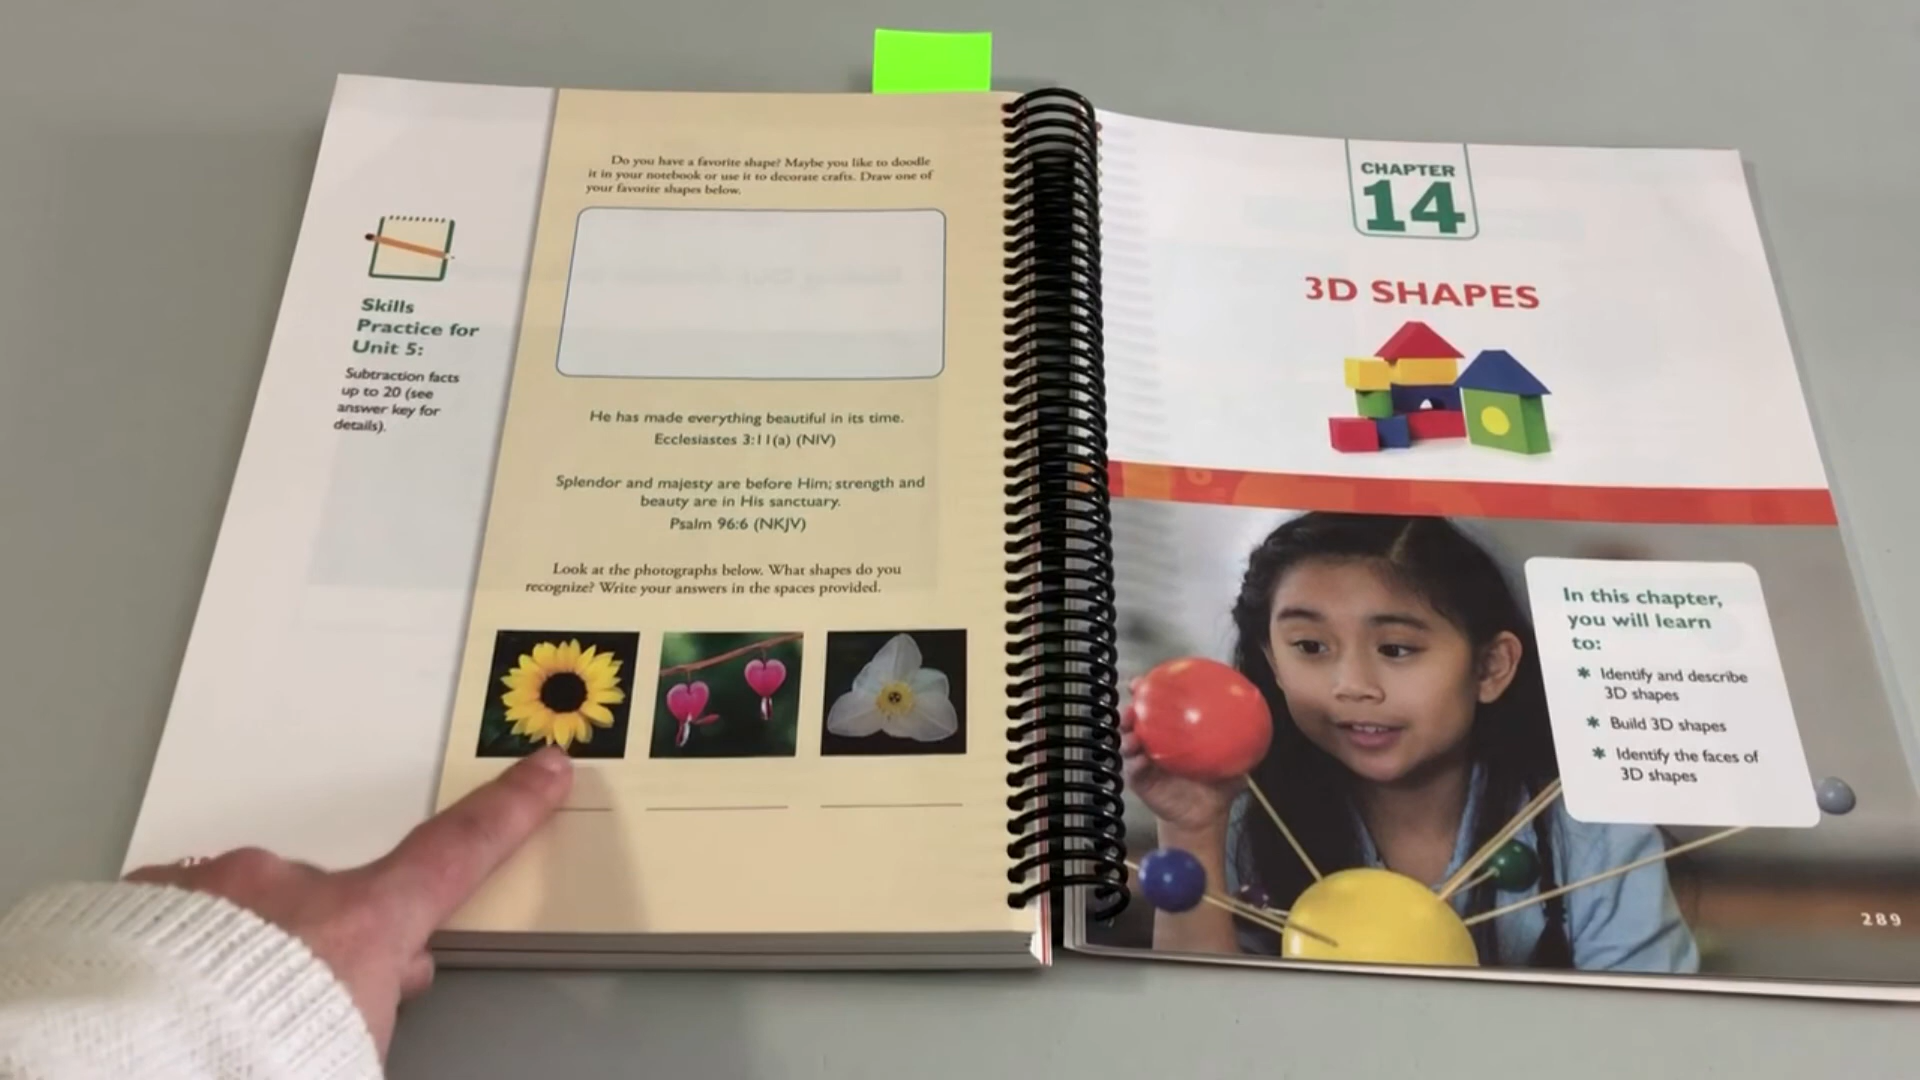 Do you have a favorite shape? Maybe you like to doodle
it in your notebook or use it to decorate crafts. Draw one of
your favorite shapes below.
Skills
Practice for
Unit 5:
Subtraction facts
up to 20 (see
answer key for
details).
He has made everything beautiful in its time.
Ecclesiastes 3:11(a) (NIV)
Splendor and majesty are before Him; strength and
beauty are in His sanctuary.
Psalm 96:6 (NKJV)
Look at the photographs below. What shapes do you
recognize? Write your answers in the spaces provided.
CHAPTER
14
3D SHAPES
In this chapter,
you will learn
to:
* Identify and describe
3D shapes
* Build 3D shapes
* Identify the faces of
3D shapes
289